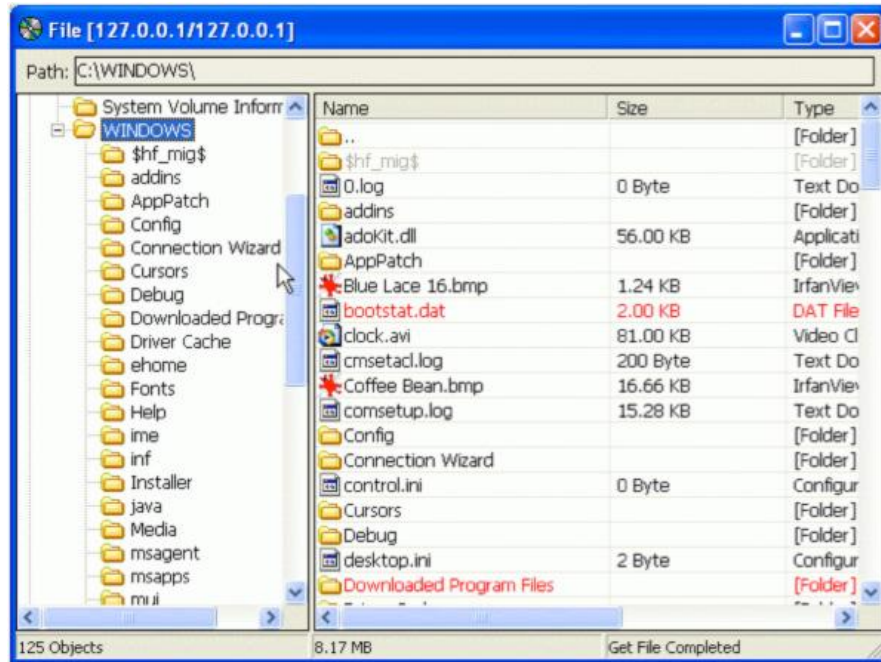 File [127.0.0.1/127.0.0.1]
Path: C:\WINDOWS\
System Volume Inform
WINDOWS
$hf_mig$
addins
AppPatch
Config
Connection Wizard
Cursors
Debug
Downloaded Progra
Driver Cache
ehome
Fonts
Help
ime
inf
Installer
java
Media
msagent
msapps
mui
Name Size Type
.. [Folder]
$hf_mig$ [Folder]
0.log 0 Byte Text Do
addins [Folder]
adoKit.dll 56.00 KB Applicati
AppPatch [Folder]
Blue Lace 16.bmp 1.24 KB IrfanView
bootstat.dat 2.00 KB DAT File
clock.avi 81.00 KB Video Cl
cmsetacl.log 200 Byte Text Do
Coffee Bean.bmp 16.66 KB IrfanView
comsetup.log 15.28 KB Text Do
Config [Folder]
Connection Wizard [Folder]
control.ini 0 Byte Configur
Cursors [Folder]
Debug [Folder]
desktop.ini 2 Byte Configur
Downloaded Program Files [Folder]
125 Objects 8.17 MB Get File Completed